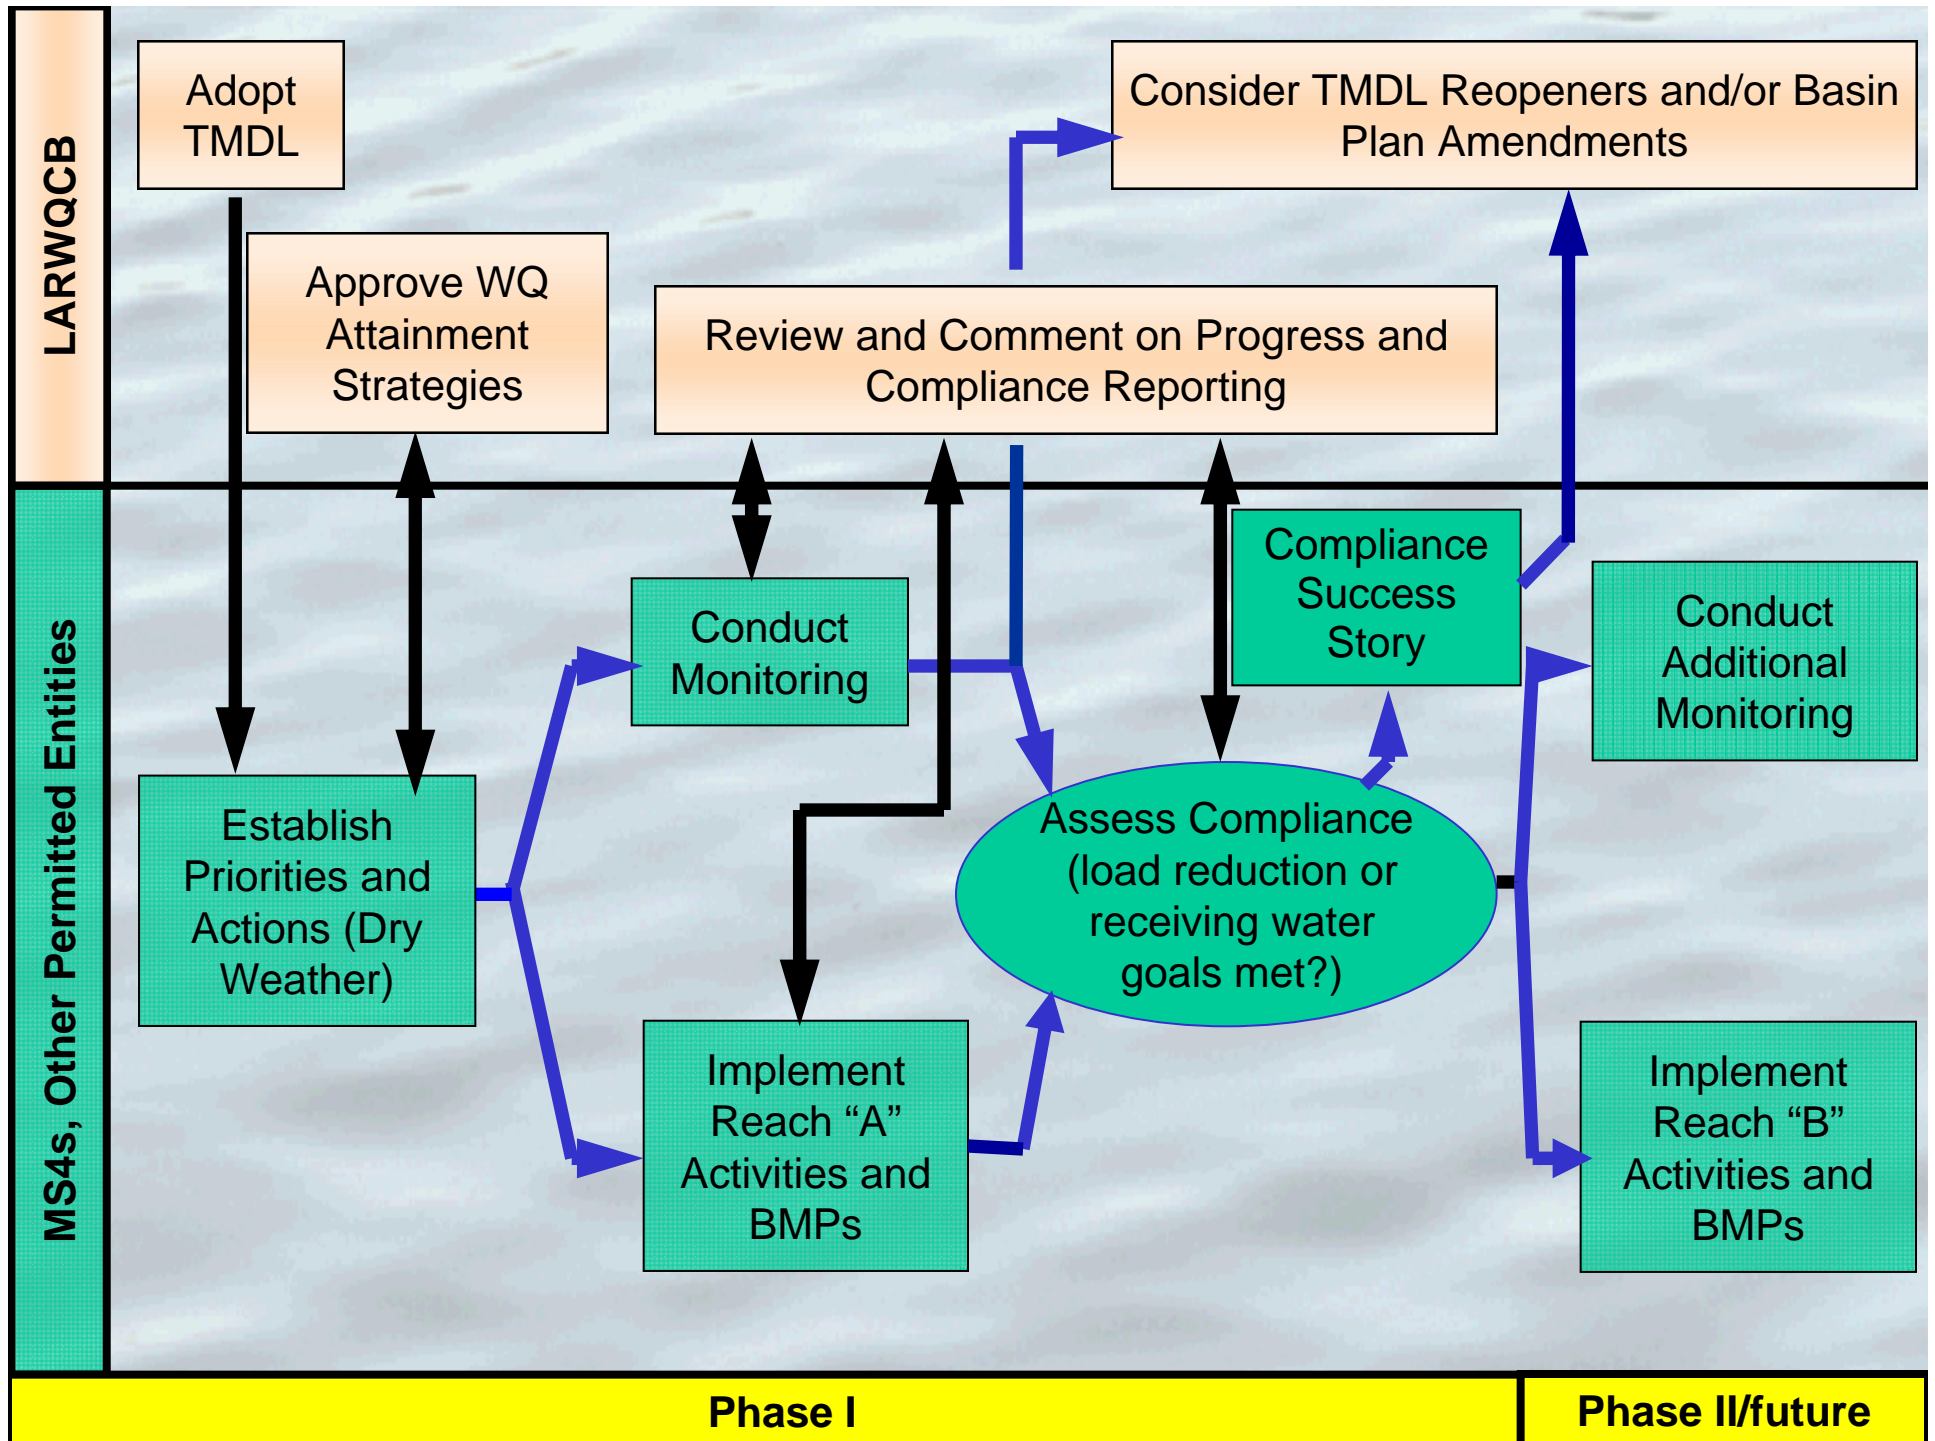 LARWQCB
Adopt
TMDL
Consider TMDL Reopeners and/or Basin
Plan Amendments
Approve WQ
Attainment
Strategies
Review and Comment on Progress and
Compliance Reporting
MS4s, Other Permitted Entities
Compliance
Success
Story
Conduct
Monitoring
Conduct
Additional
Monitoring
Establish
Priorities and
Actions (Dry
Weather)
Assess Compliance
(load reduction or
receiving water
goals met?)
Implement
Reach “A”
Activities and
BMPs
Implement
Reach “B”
Activities and
BMPs
Phase I
Phase II/future